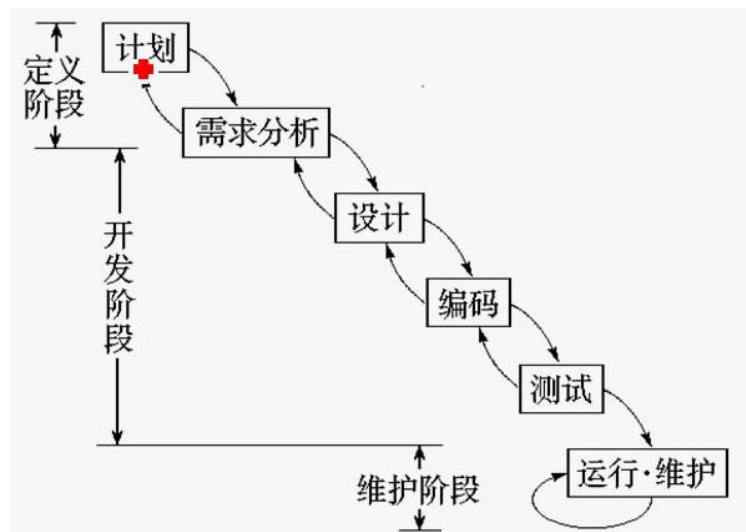 计划
定义
阶段
需求分析
设计
开
发
阶
段
编码
测试
运行·维护
维护阶段